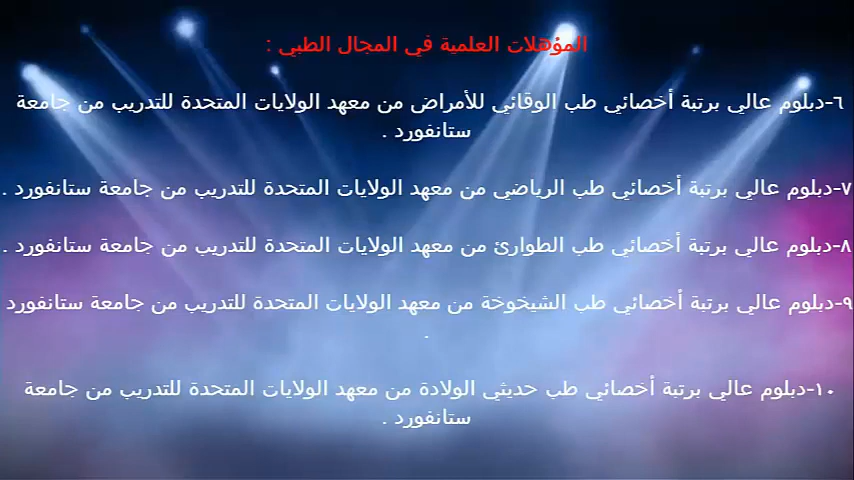 المؤهلات العلمية في المجال الطبي :
٦-دبلوم عالي برتبة أخصائي طب الوقائي للأمراض من معهد الولايات المتحدة للتدريب من جامعة
ستانفورد .
٧-دبلوم عالي برتبة أخصائي طب الرياضي من معهد الولايات المتحدة للتدريب من جامعة ستانفورد .
٨-دبلوم عالي برتبة أخصائي طب الطوارئ من معهد الولايات المتحدة للتدريب من جامعة ستانفورد .
٩-دبلوم عالي برتبة أخصائي طب الشيخوخة من معهد الولايات المتحدة للتدريب من جامعة ستانفورد
.
١٠-دبلوم عالي برتبة أخصائي طب حديثي الولادة من معهد الولايات المتحدة للتدريب من جامعة
ستانفورد .